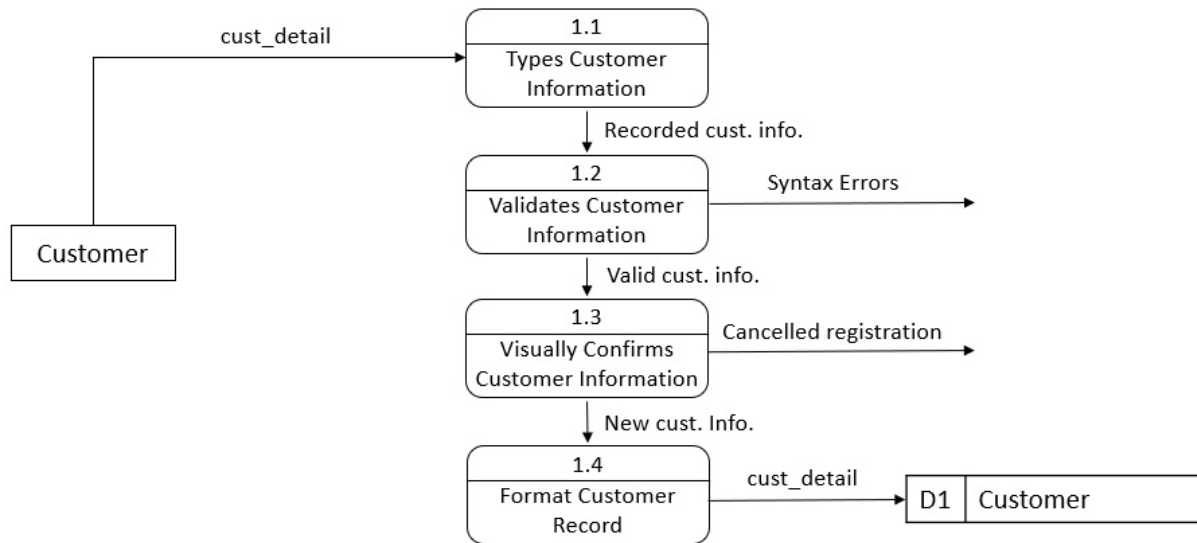 cust_detail
1.1
Types Customer
Information
Recorded cust. info.
1.2
Validates Customer
Information
Syntax Errors
Customer
Valid cust. info.
1.3
Visually Confirms
Customer Information
Cancelled registration
New cust. Info.
1.4
Format Customer
Record
cust_detail
D1 Customer